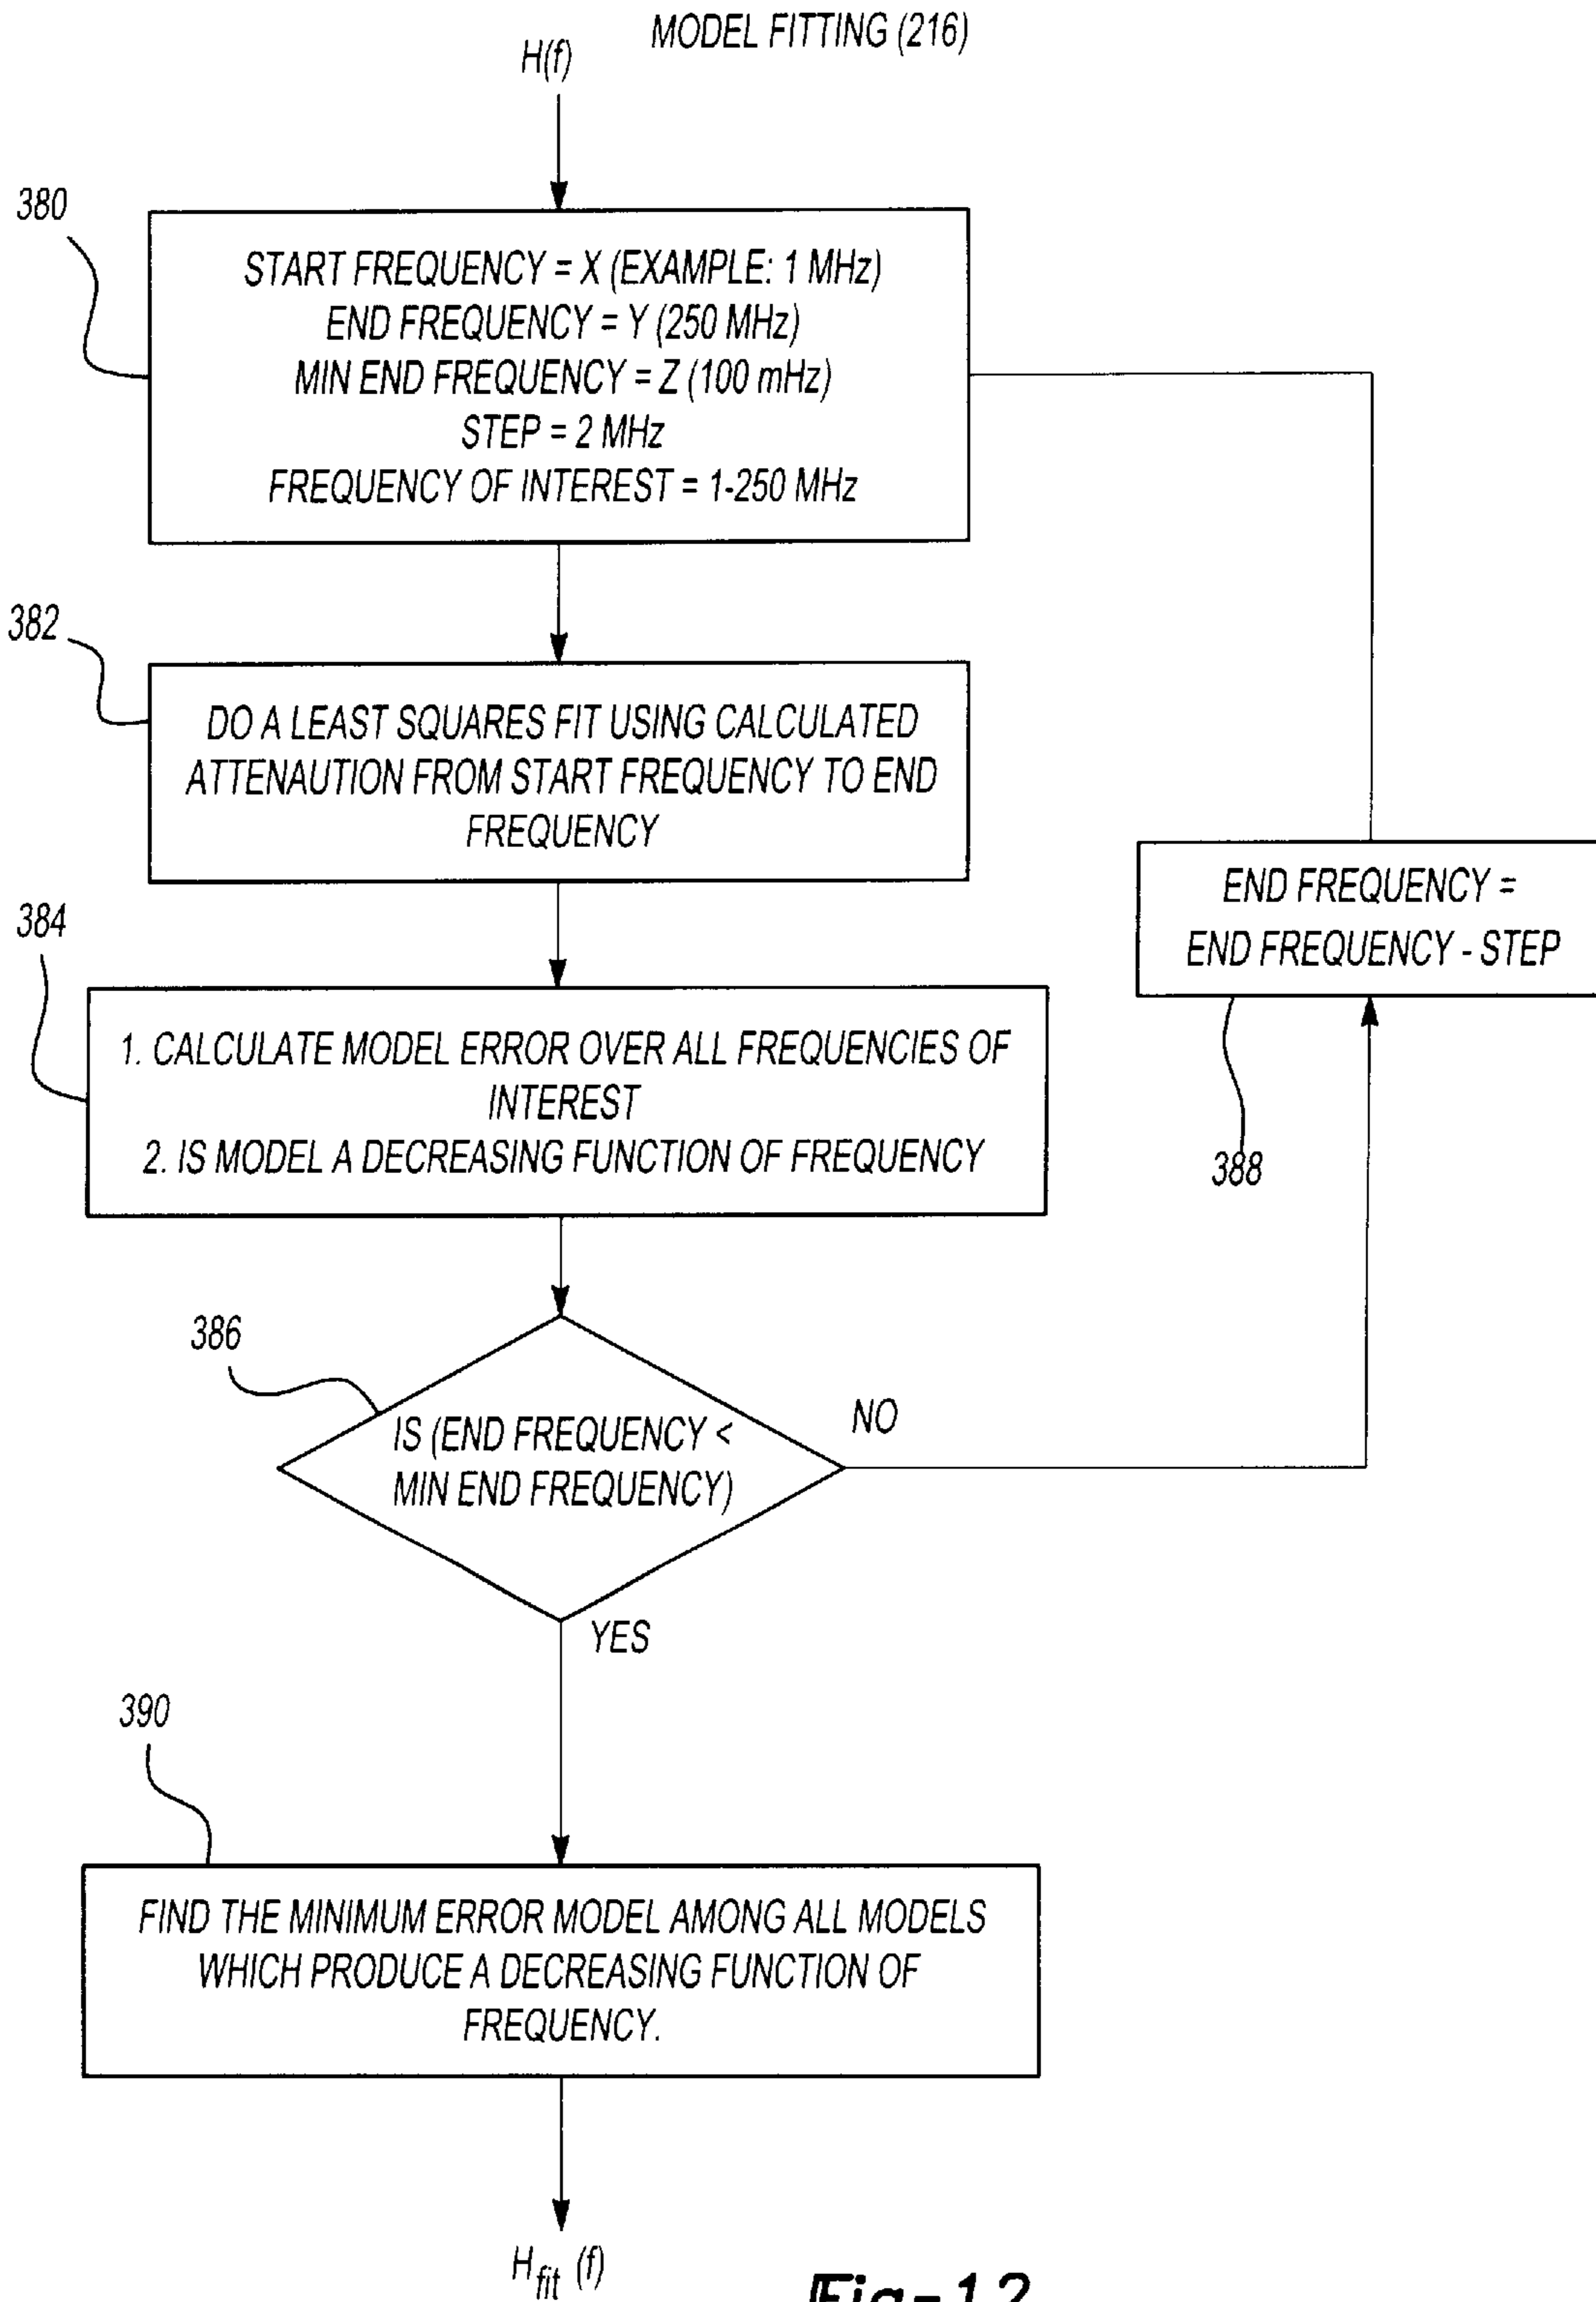 MODEL FITTING (216)
H(f)
380
START FREQUENCY = X (EXAMPLE: 1 MHz)
END FREQUENCY = Y (250 MHz)
MIN END FREQUENCY = Z (100 mHz)
STEP = 2 MHz
FREQUENCY OF INTEREST = 1-250 MHz
382
DO A LEAST SQUARES FIT USING CALCULATED
ATTENAUTION FROM START FREQUENCY TO END
FREQUENCY
384
1. CALCULATE MODEL ERROR OVER ALL FREQUENCIES OF
INTEREST
2. IS MODEL A DECREASING FUNCTION OF FREQUENCY
END FREQUENCY =
END FREQUENCY - STEP
388
386
IS (END FREQUENCY <
MIN END FREQUENCY)
NO
YES
390
FIND THE MINIMUM ERROR MODEL AMONG ALL MODELS
WHICH PRODUCE A DECREASING FUNCTION OF
FREQUENCY.
Hfit (f)
Fig-12